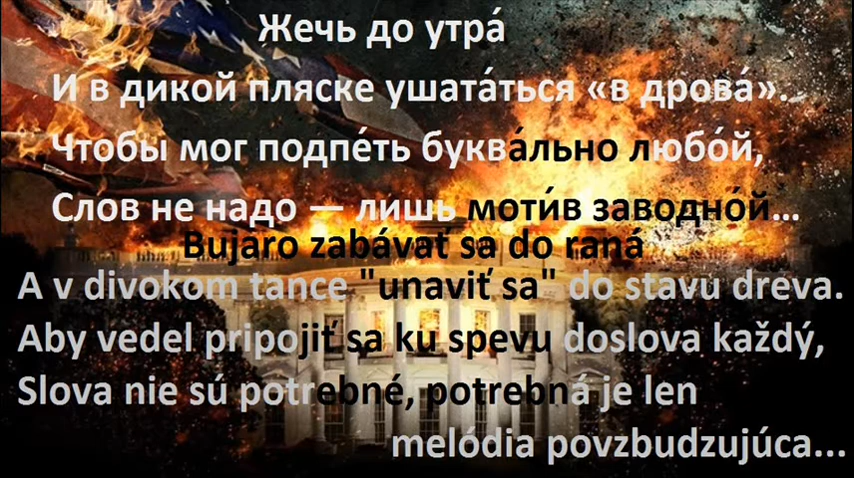 Жечь до утра́
И в дикой пляске ушата́ться «в дрова́».
Чтобы мог подпе́ть буква́льно любо́й,
Слов не надо — лишь моти́в заводно́й...
Bujaro zabávať sa do raná
A v divokom tance "unaviť sa" do stavu dreva.
Aby vedel pripojiť sa ku spevu doslova každý,
Slova nie sú potrebné, potrebná je len
melódia povzbudzujúca...